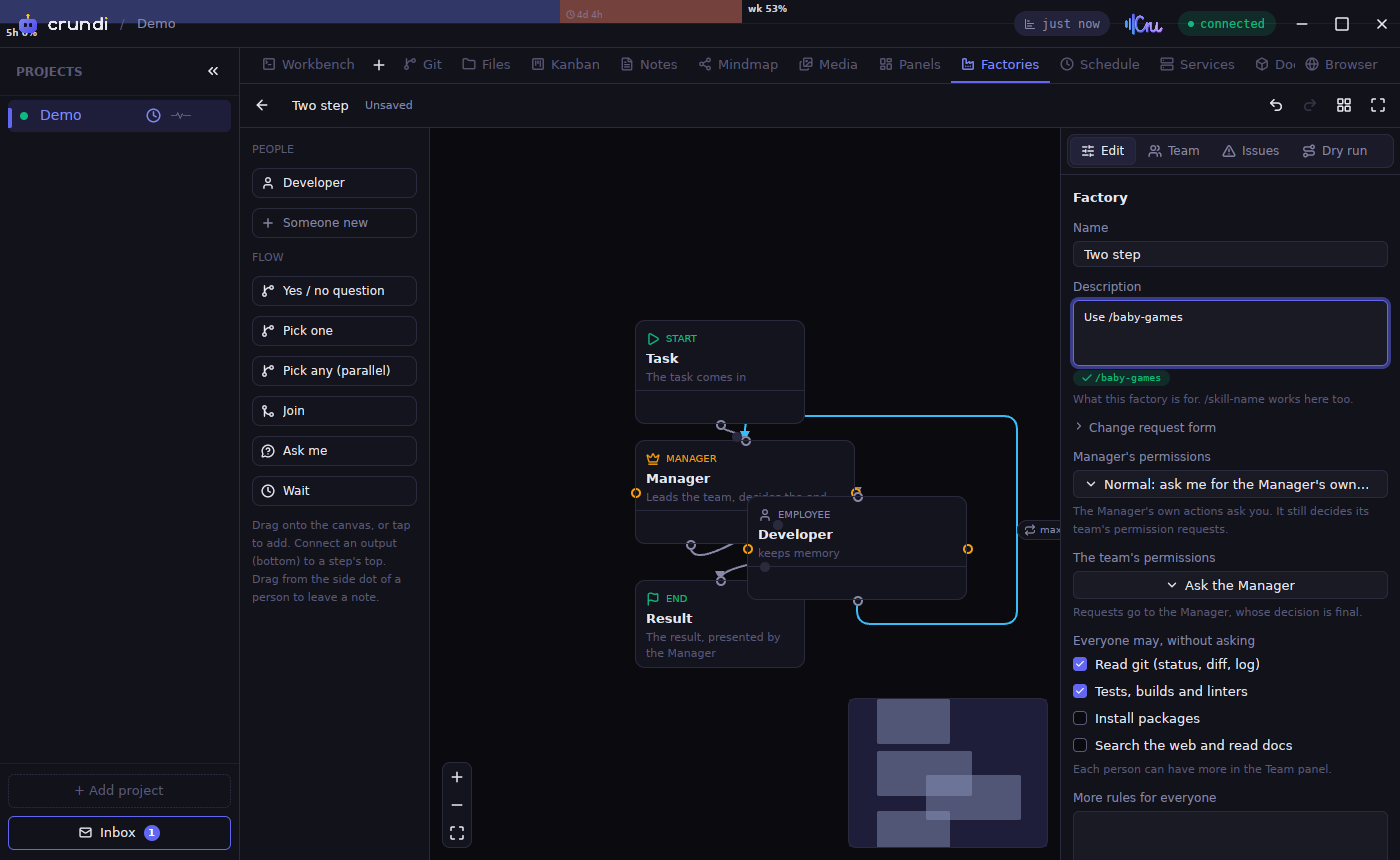 5h 6%
4d 4h
wk 53%
crundi / Demo
just now
Cru
connected
PROJECTS
Demo
+ Add project
Inbox 1
Workbench
Git
Files
Kanban
Notes
Mindmap
Media
Panels
Factories
Schedule
Services
Browser
Two step
Unsaved
PEOPLE
Developer
Someone new
FLOW
Yes / no question
Pick one
Pick any (parallel)
Join
Ask me
Wait
Drag onto the canvas, or tap
to add. Connect an output
(bottom) to a step's top.
Drag from the side dot of a
person to leave a note.
START
Task
The task comes in
MANAGER
Manager
Leads the team, decides the end
EMPLOYEE
Developer
keeps memory
END
Result
The result, presented by
the Manager
max
Edit
Team
Issues
Dry run
Factory
Name
Two step
Description
Use /baby-games
/baby-games
What this factory is for. /skill-name works here too.
Change request form
Manager's permissions
Normal: ask me for the Manager's own...
The Manager's own actions ask you. It still decides its
team's permission requests.
The team's permissions
Ask the Manager
Requests go to the Manager, whose decision is final.
Everyone may, without asking
Read git (status, diff, log)
Tests, builds and linters
Install packages
Search the web and read docs
Each person can have more in the Team panel.
More rules for everyone